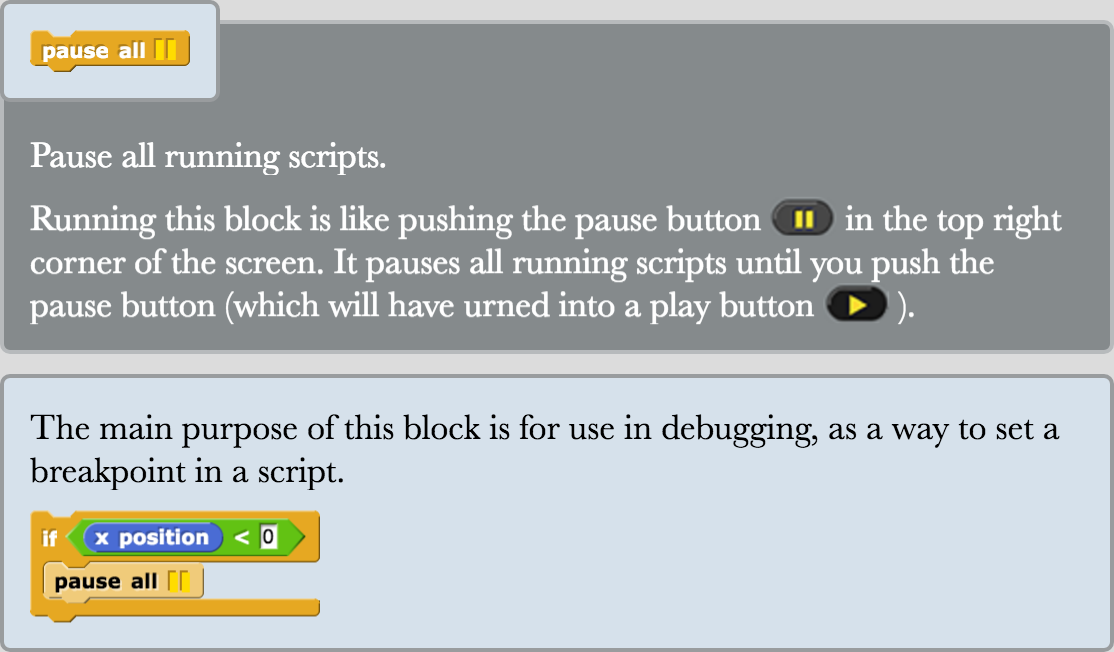 pause all
Pause all running scripts.
Running this block is like pushing the pause button in the top right
corner of the screen. It pauses all running scripts until you push the
pause button (which will have urned into a play button ).
The main purpose of this block is for use in debugging, as a way to set a
breakpoint in a script.
if x position < 0
pause all